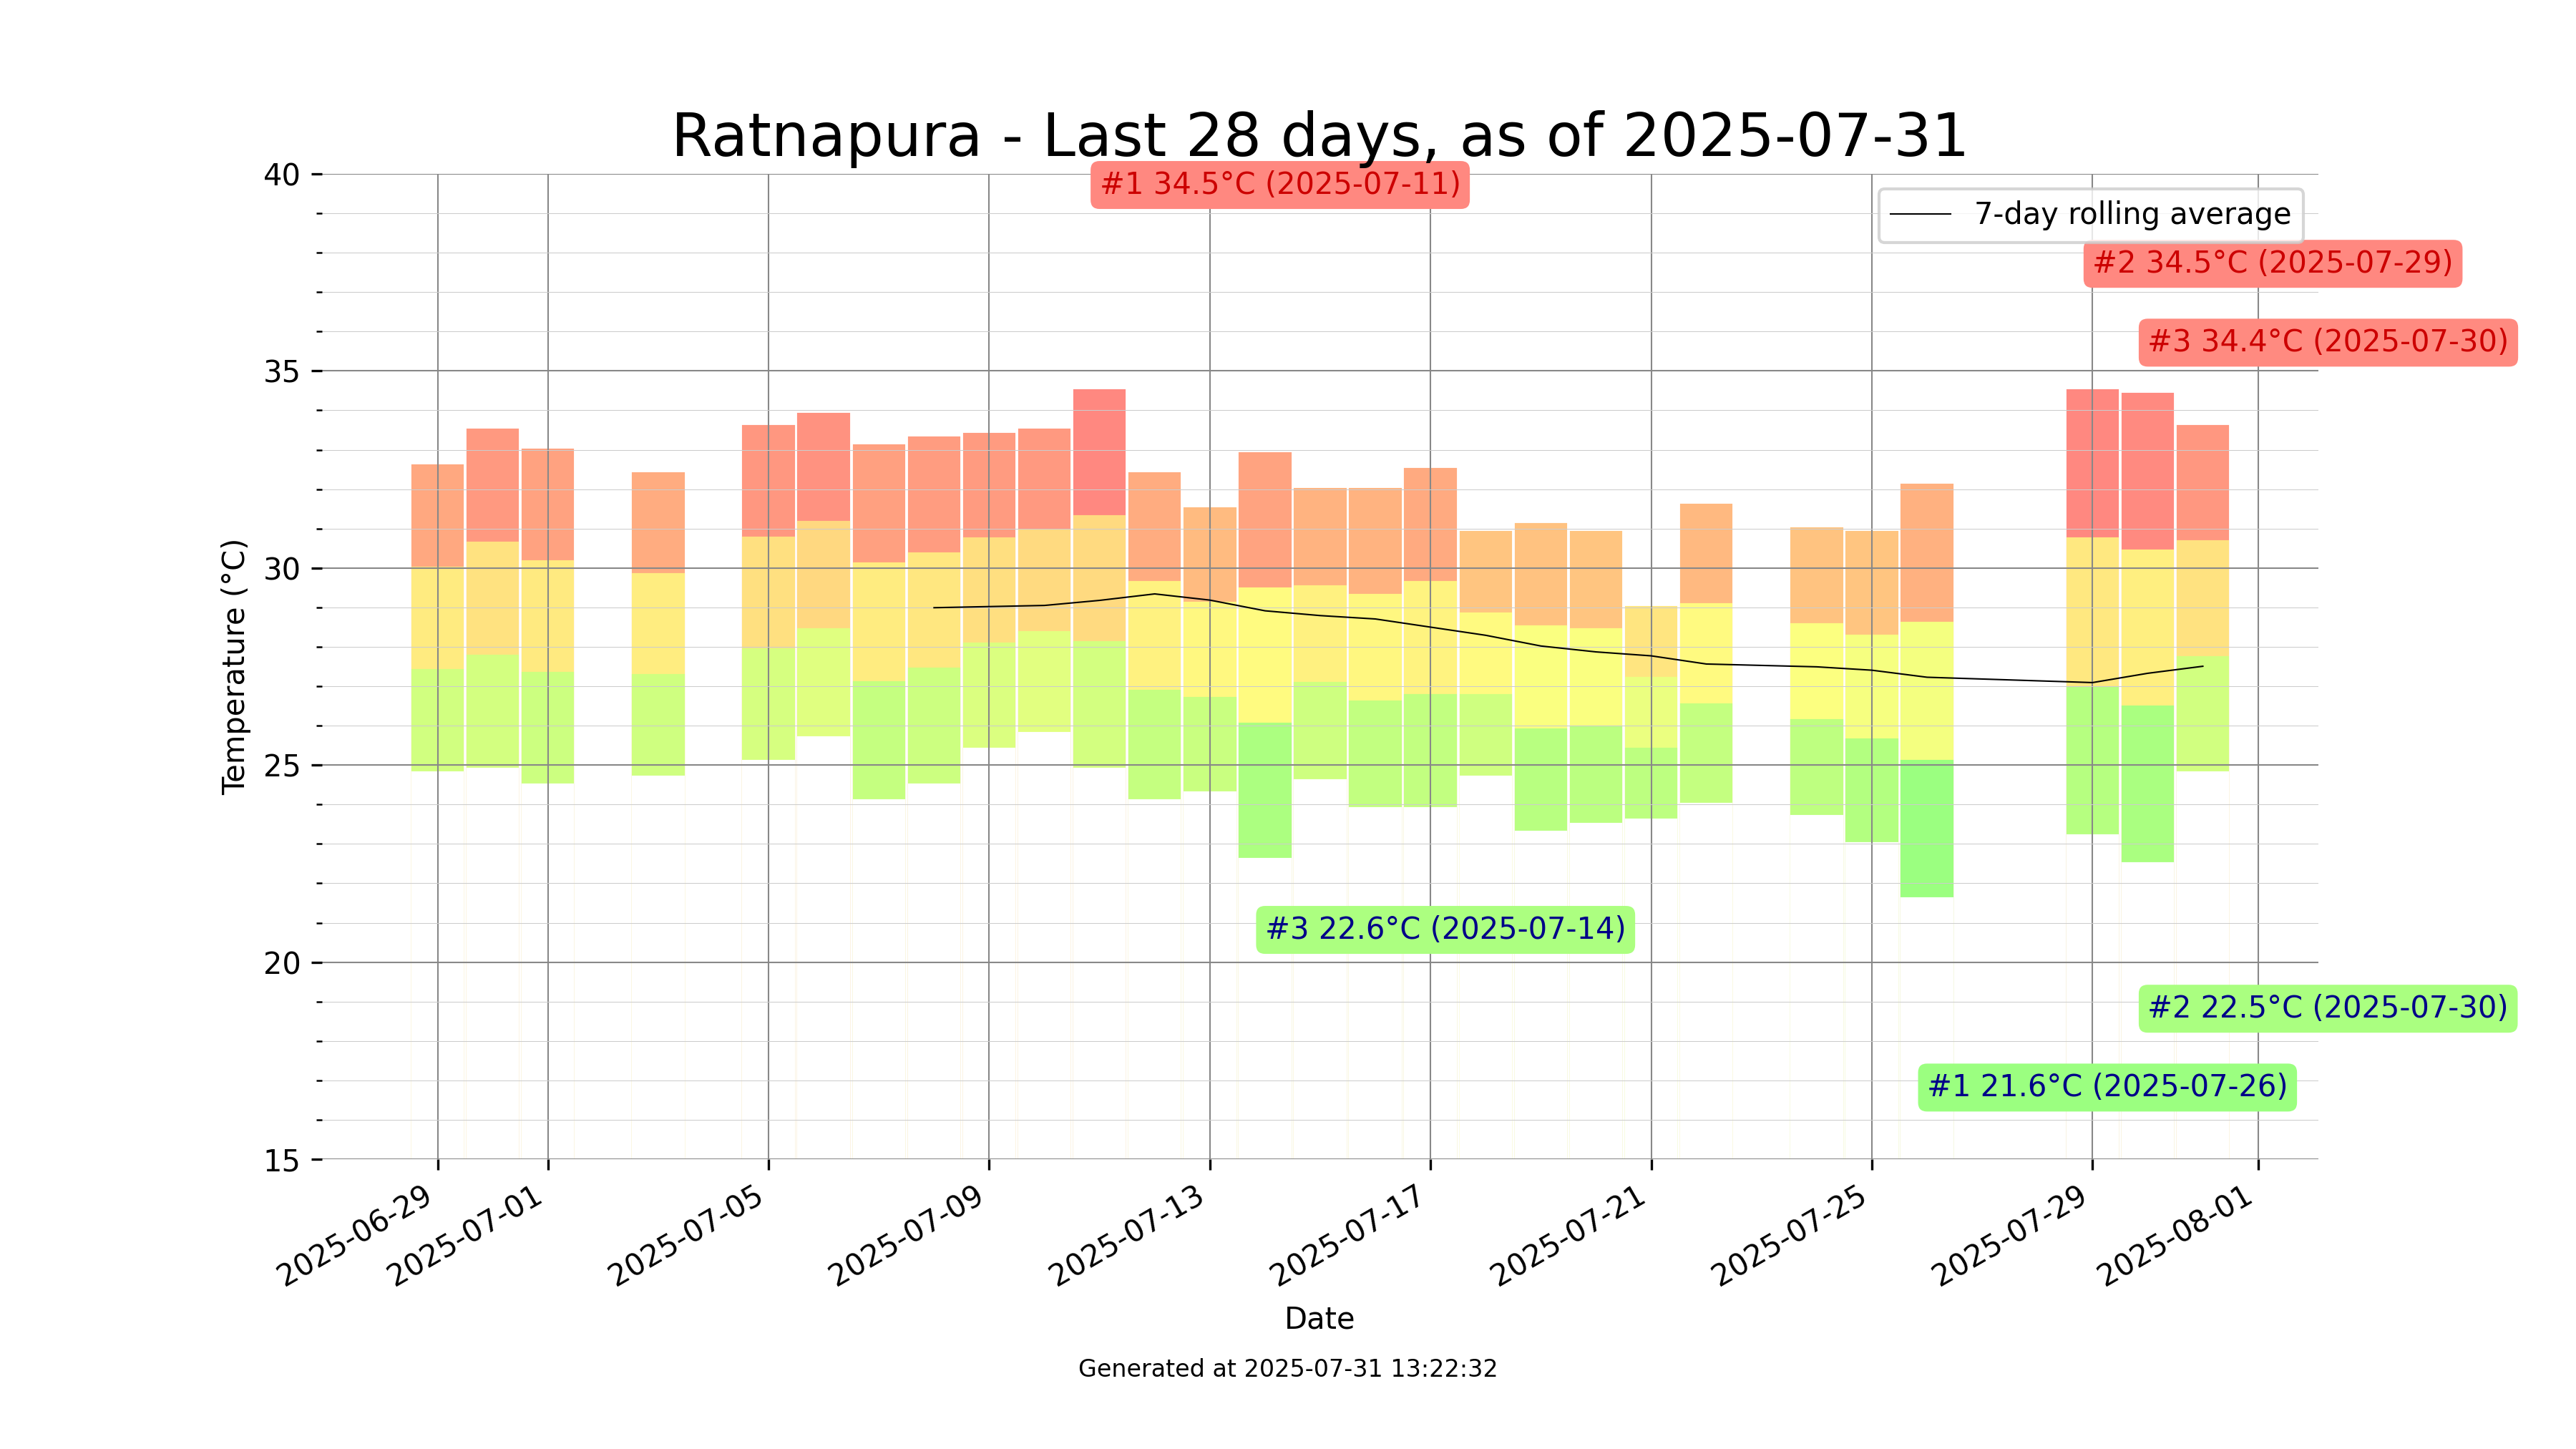 Ratnapura - Last 28 days, as of 2025-07-31
40
#1 34.5°C (2025-07-11)
7-day rolling average
#2 34.5°C (2025-07-29)
#3 34.4°C (2025-07-30)
35
30
Temperature (°C)
25
#3 22.6°C (2025-07-14)
20
#2 22.5°C (2025-07-30)
#1 21.6°C (2025-07-26)
15
2025-06-29
2025-07-01
2025-07-05
2025-07-09
2025-07-13
2025-07-17
2025-07-21
2025-07-25
2025-07-29
2025-08-01
Date
Generated at 2025-07-31 13:22:32